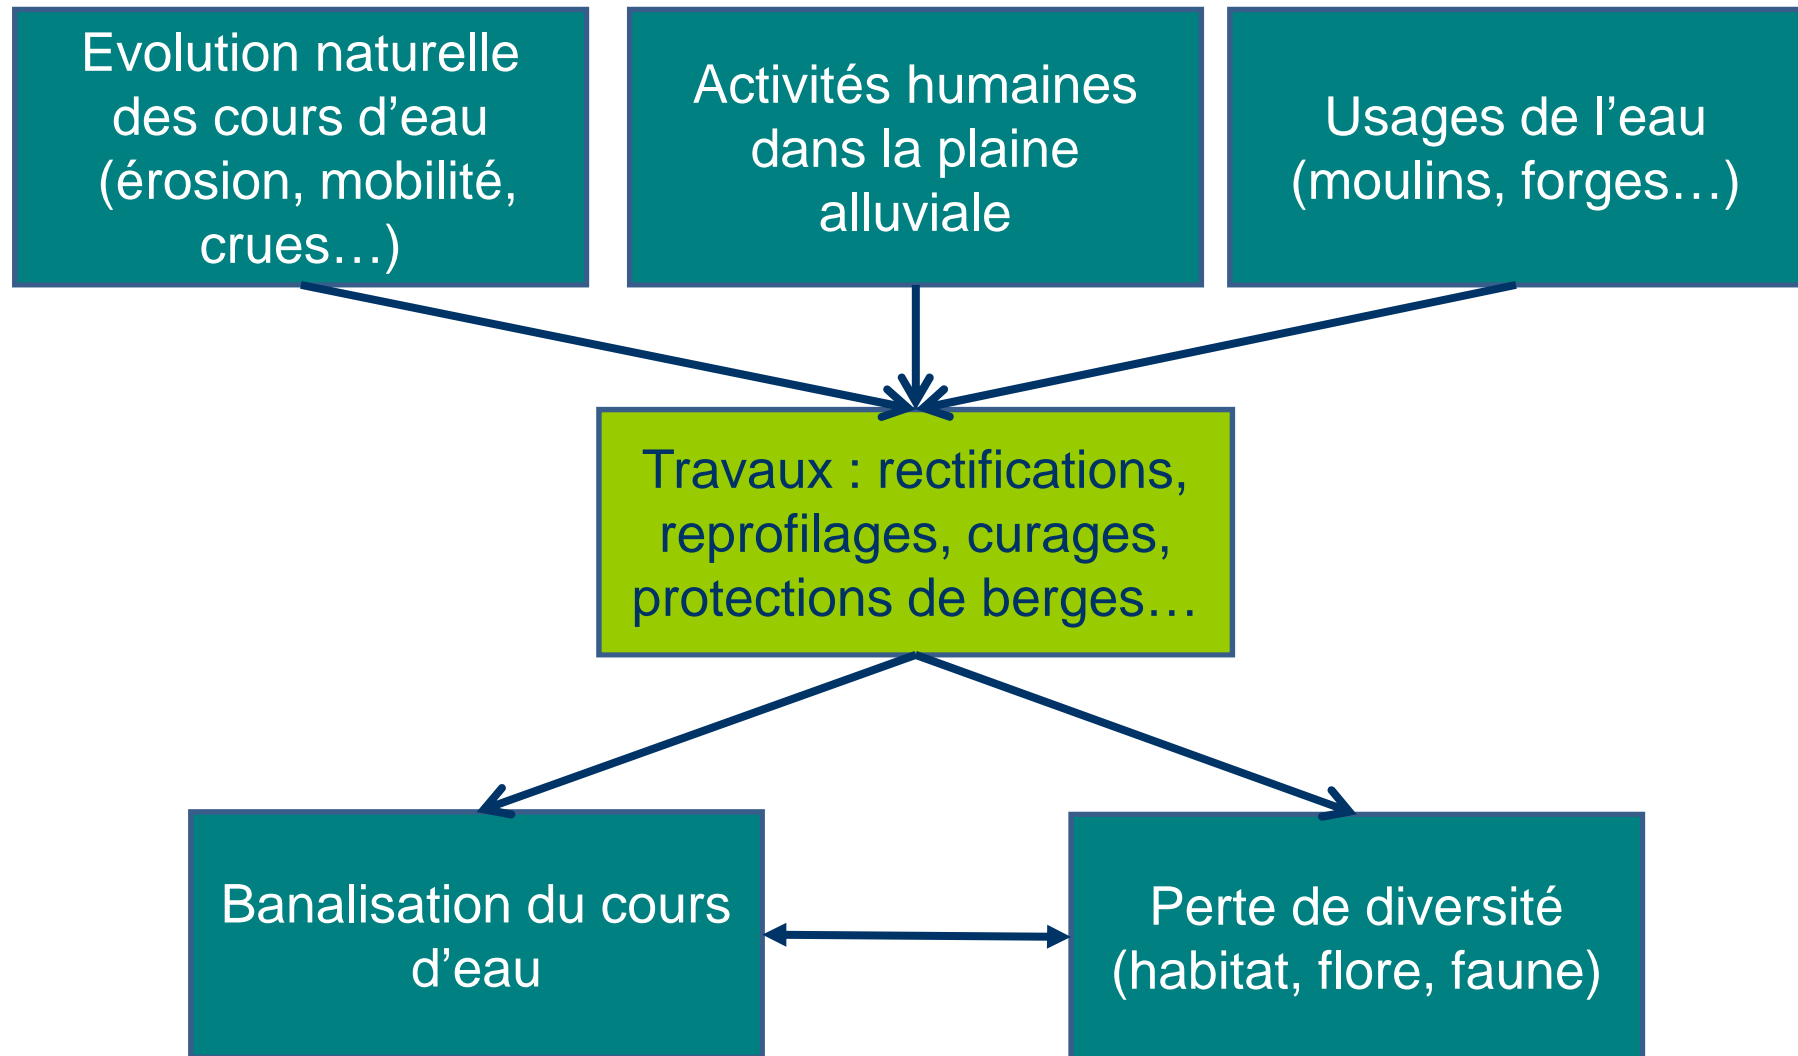 Evolution naturelle
des cours d’eau
(érosion, mobilité,
crues…)
Activités humaines
dans la plaine
alluviale
Usages de l’eau
(moulins, forges…)
Travaux : rectifications,
reprofilages, curages,
protections de berges…
Banalisation du cours
d’eau
Perte de diversité
(habitat, flore, faune)